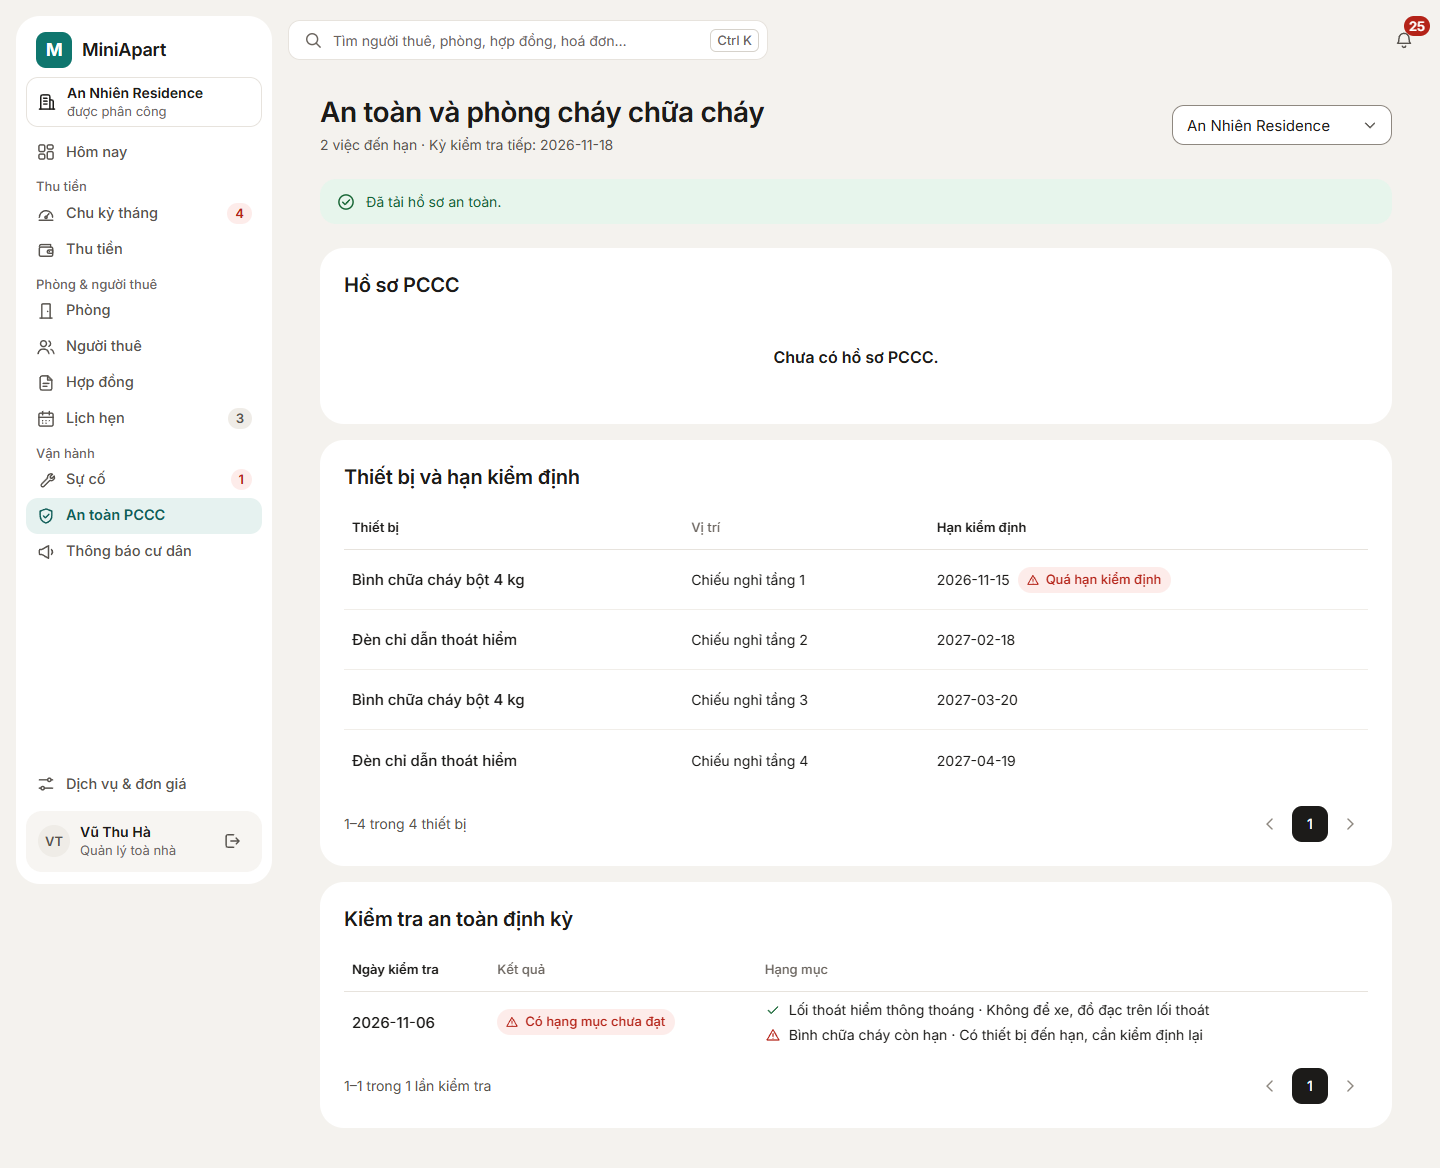 M MiniApart
An Nhiên Residence
được phân công
Hôm nay
Thu tiền
Chu kỳ tháng 4
Thu tiền
Phòng & người thuê
Phòng
Người thuê
Hợp đồng
Lịch hẹn 3
Vận hành
Sự cố 1
An toàn PCCC
Thông báo cư dân
Dịch vụ & đơn giá
VT Vũ Thu Hà
Quản lý toà nhà
Tìm người thuê, phòng, hợp đồng, hoá đơn... Ctrl K
25
An toàn và phòng cháy chữa cháy
2 việc đến hạn · Kỳ kiểm tra tiếp: 2026-11-18
An Nhiên Residence
Đã tải hồ sơ an toàn.
Hồ sơ PCCC
Chưa có hồ sơ PCCC.
Thiết bị và hạn kiểm định
Thiết bị Vị trí Hạn kiểm định
Bình chữa cháy bột 4 kg Chiếu nghỉ tầng 1 2026-11-15 Quá hạn kiểm định
Đèn chỉ dẫn thoát hiểm Chiếu nghỉ tầng 2 2027-02-18
Bình chữa cháy bột 4 kg Chiếu nghỉ tầng 3 2027-03-20
Đèn chỉ dẫn thoát hiểm Chiếu nghỉ tầng 4 2027-04-19
1–4 trong 4 thiết bị 1
Kiểm tra an toàn định kỳ
Ngày kiểm tra Kết quả Hạng mục
2026-11-06 Có hạng mục chưa đạt Lối thoát hiểm thông thoáng · Không để xe, đồ đạc trên lối thoát
Bình chữa cháy còn hạn · Có thiết bị đến hạn, cần kiểm định lại
1–1 trong 1 lần kiểm tra 1